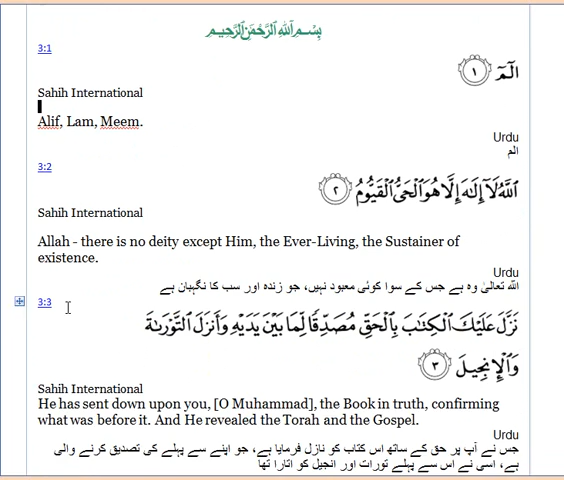 بِسْمِ ٱللَّهِ ٱلرَّحْمَٰنِ ٱلرَّحِيمِ
3:1
الٓمٓ ١
Sahih International
Alif, Lam, Meem.
Urdu
الم
3:2
ٱللَّهُ لَآ إِلَٰهَ إِلَّا هُوَ ٱلْحَىُّ ٱلْقَيُّومُ ٢
Sahih International
Allah - there is no deity except Him, the Ever-Living, the Sustainer of
existence.
Urdu
اللہ تعالیٰ وہ ہے جس کے سوا کوئی معبود نہیں، جو زندہ اور سب کا نگہبان ہے
3:3
نَزَّلَ عَلَيْكَ ٱلْكِتَٰبَ بِٱلْحَقِّ مُصَدِّقًا لِّمَا بَيْنَ يَدَيْهِ وَأَنزَلَ ٱلتَّوْرَىٰةَ
وَٱلْإِنجِيلَ ٣
Sahih International
He has sent down upon you, [O Muhammad], the Book in truth, confirming
what was before it. And He revealed the Torah and the Gospel.
Urdu
جس نے آپ پر حق کے ساتھ اس کتاب کو نازل فرمایا ہے، جو اپنے سے پہلے کی تصدیق کرنے والی
ہے، اسی نے اس سے پہلے تورات اور انجیل کو اتارا تھا